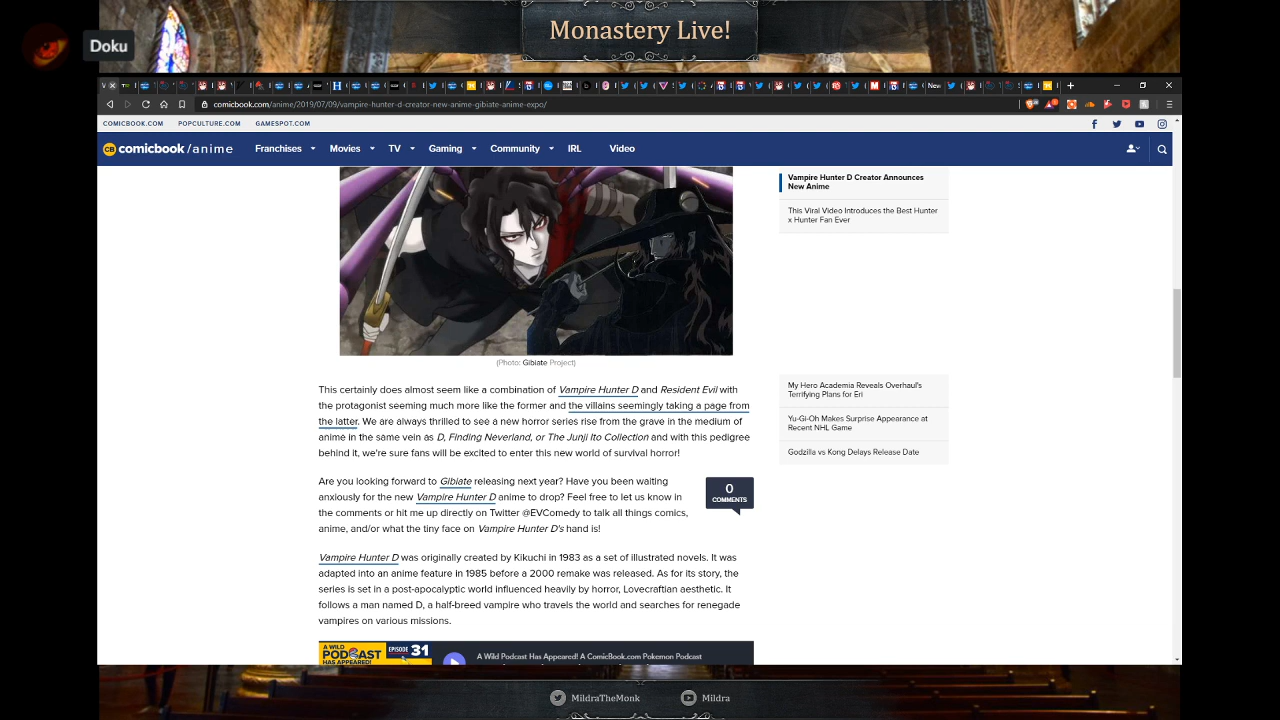 Monastery Live!
Doku
New
comicbook.com/anime/2019/07/09/vampire-hunter-d-creator-new-anime-gibiate-anime-expo/
COMICBOOK.COM POPCULTURE.COM GAMESPOT.COM
CB comicbook/anime Franchises Movies TV Gaming Community IRL Video
Vampire Hunter D Creator Announces
New Anime
This Viral Video Introduces the Best Hunter
x Hunter Fan Ever
(Photo: Gibiate Project)
This certainly does almost seem like a combination of Vampire Hunter D and Resident Evil with
the protagonist seeming much more like the former and the villains seemingly taking a page from
the latter. We are always thrilled to see a new horror series rise from the grave in the medium of
anime in the same vein as D, Finding Neverland, or The Junji Ito Collection and with this pedigree
behind it, we're sure fans will be excited to enter this new world of survival horror!
My Hero Academia Reveals Overhaul's
Terrifying Plans for Eri
Yu-Gi-Oh Makes Surprise Appearance at
Recent NHL Game
Godzilla vs Kong Delays Release Date
Are you looking forward to Gibiate releasing next year? Have you been waiting
anxiously for the new Vampire Hunter D anime to drop? Feel free to let us know in
the comments or hit me up directly on Twitter @EVComedy to talk all things comics,
anime, and/or what the tiny face on Vampire Hunter D's hand is!
0
COMMENTS
Vampire Hunter D was originally created by Kikuchi in 1983 as a set of illustrated novels. It was
adapted into an anime feature in 1985 before a 2000 remake was released. As for its story, the
series is set in a post-apocalyptic world influenced heavily by horror, Lovecraftian aesthetic. It
follows a man named D, a half-breed vampire who travels the world and searches for renegade
vampires on various missions.
A WILD
PODCAST
HAS APPEARED!
EPISODE 31
A Wild Podcast Has Appeared! A ComicBook.com Pokemon Podcast
MildraTheMonk Mildra